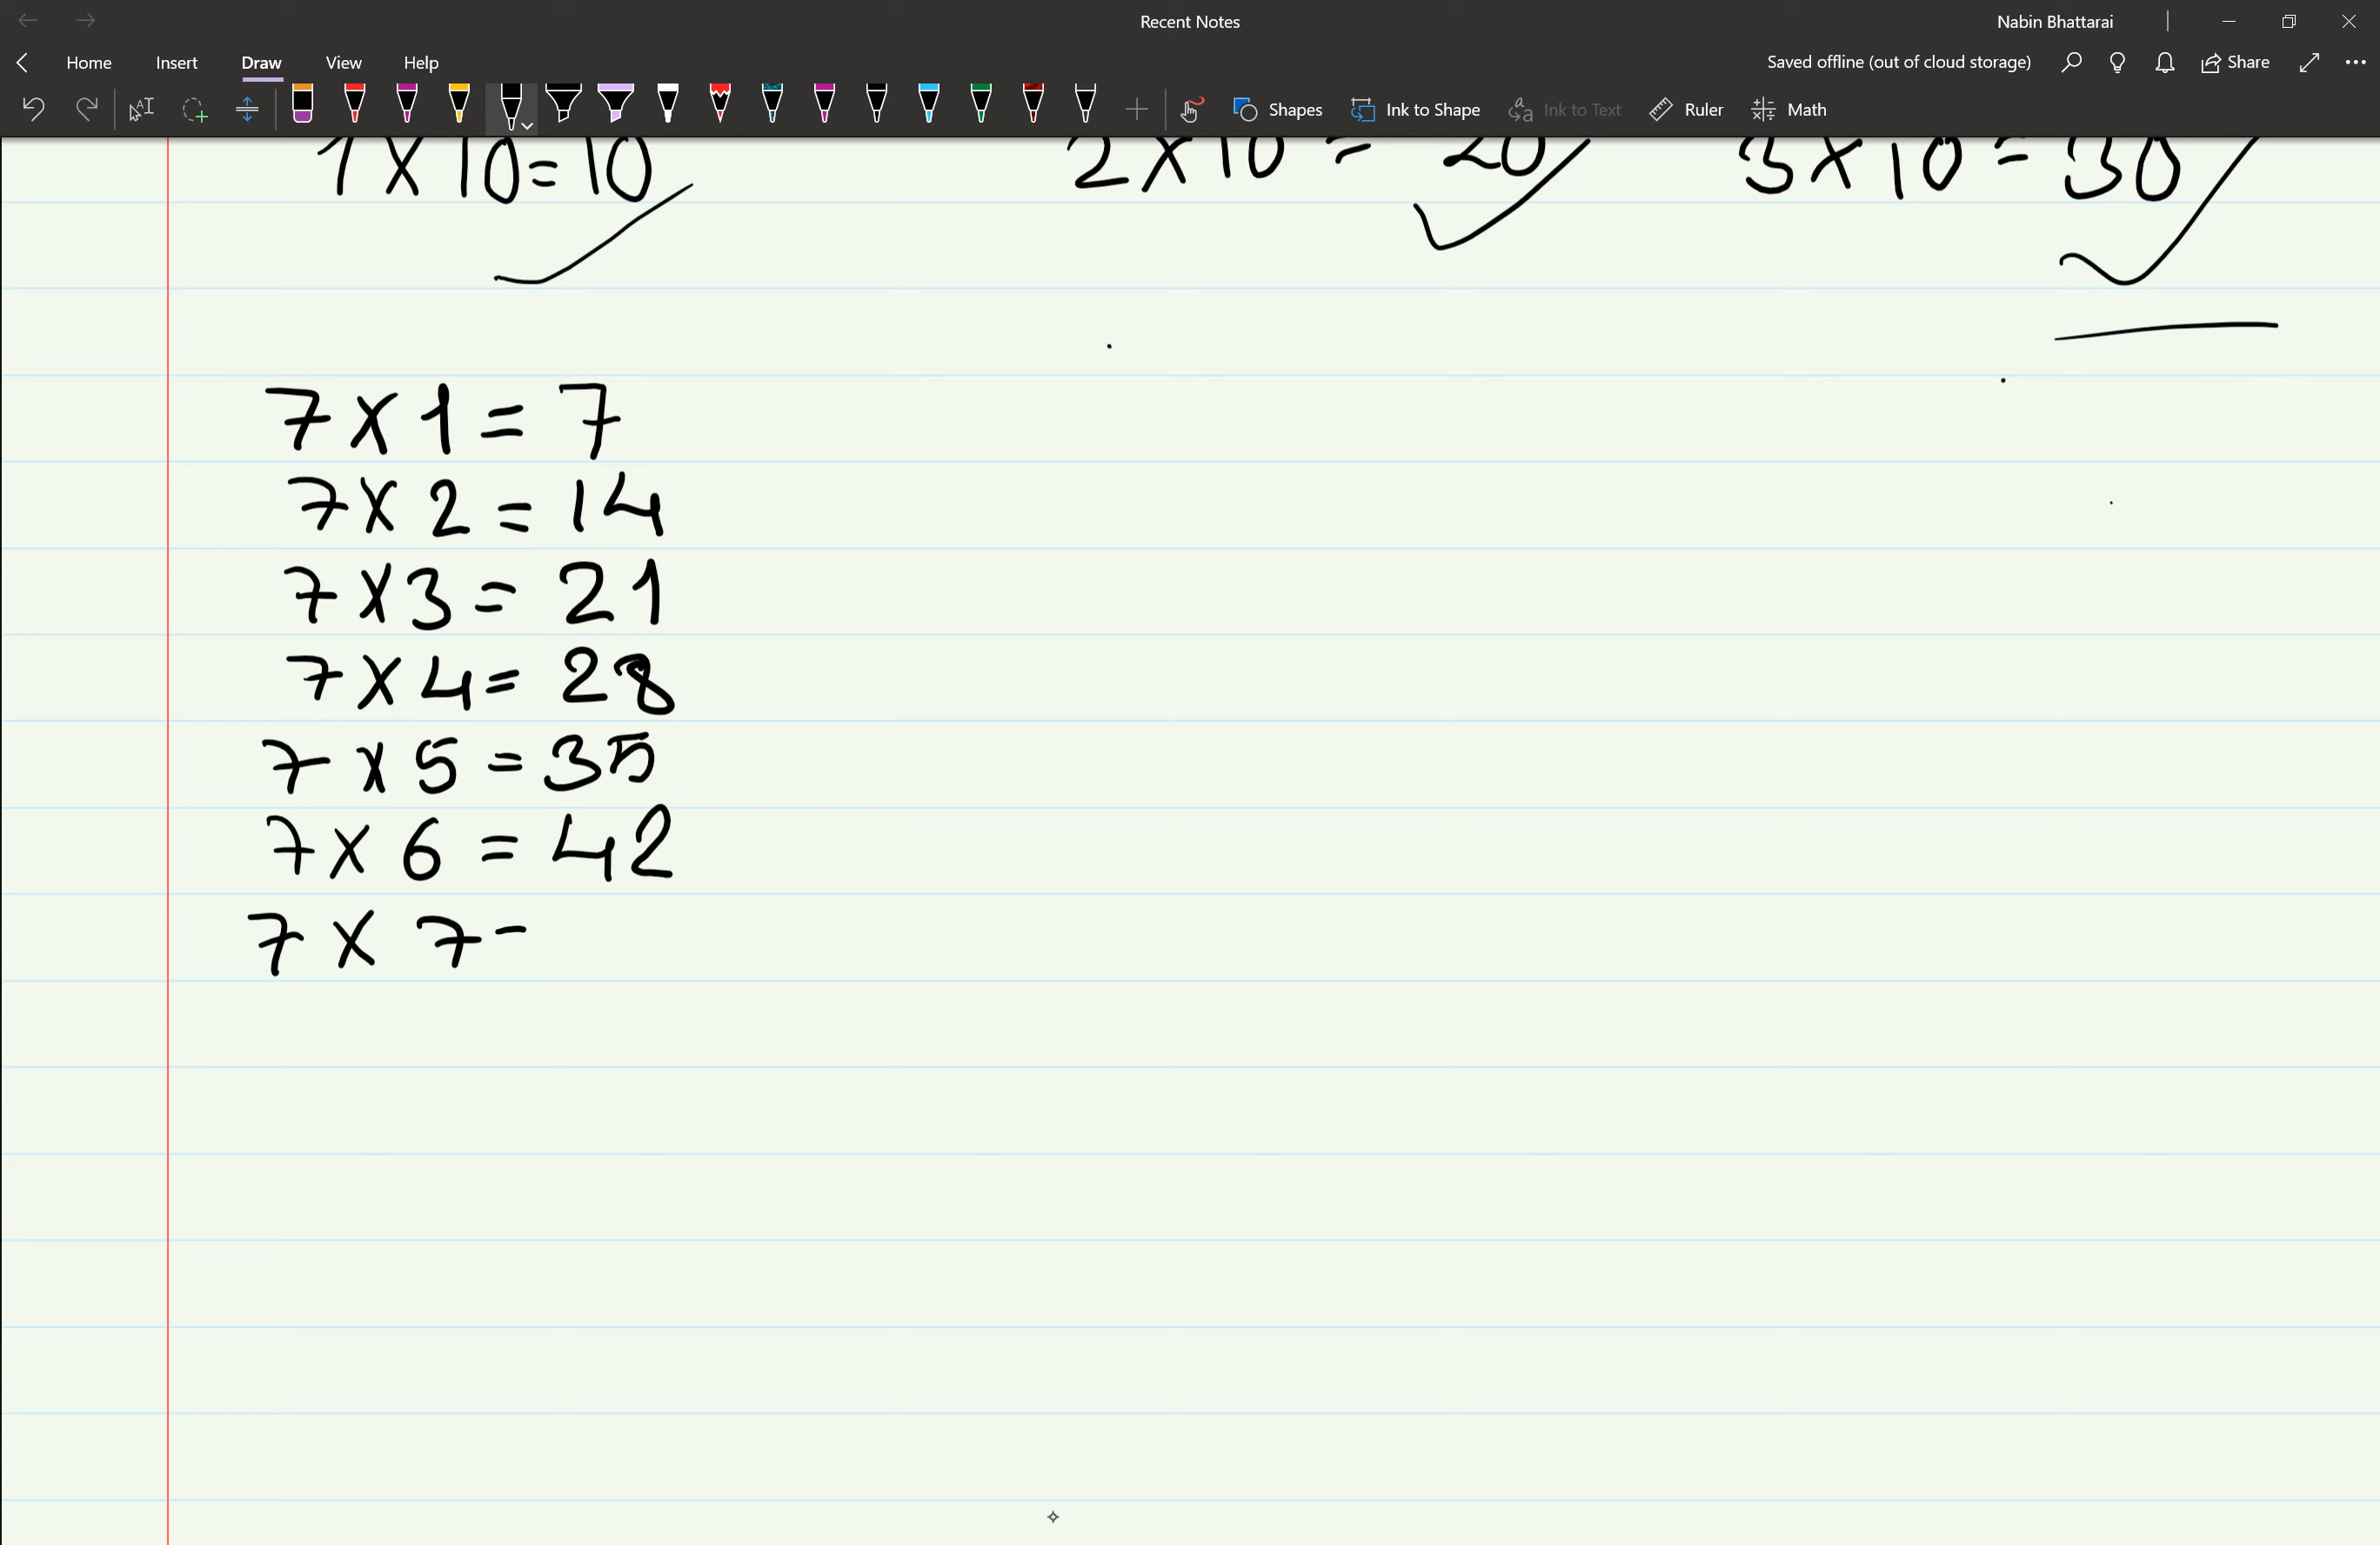 Recent Notes
Nabin Bhattarai
Home Insert Draw View Help
Saved offline (out of cloud storage)
Share
Shapes Ink to Shape Ink to Text Ruler Math
1 X 10 = 10
2 X 10 = 20
3 X 10 = 30
7 X 1 = 7
7 X 2 = 14
7 X 3 = 21
7 X 4 = 28
7 X 5 = 35
7 X 6 = 42
7 X 7 -